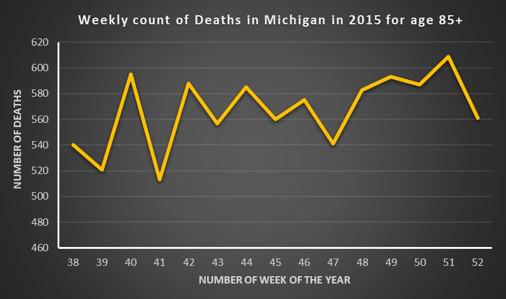 Weekly count of Deaths in Michigan in 2015 for age 85+
NUMBER OF DEATHS
620
600
580
560
540
520
500
480
460
38 39 40 41 42 43 44 45 46 47 48 49 50 51 52
NUMBER OF WEEK OF THE YEAR